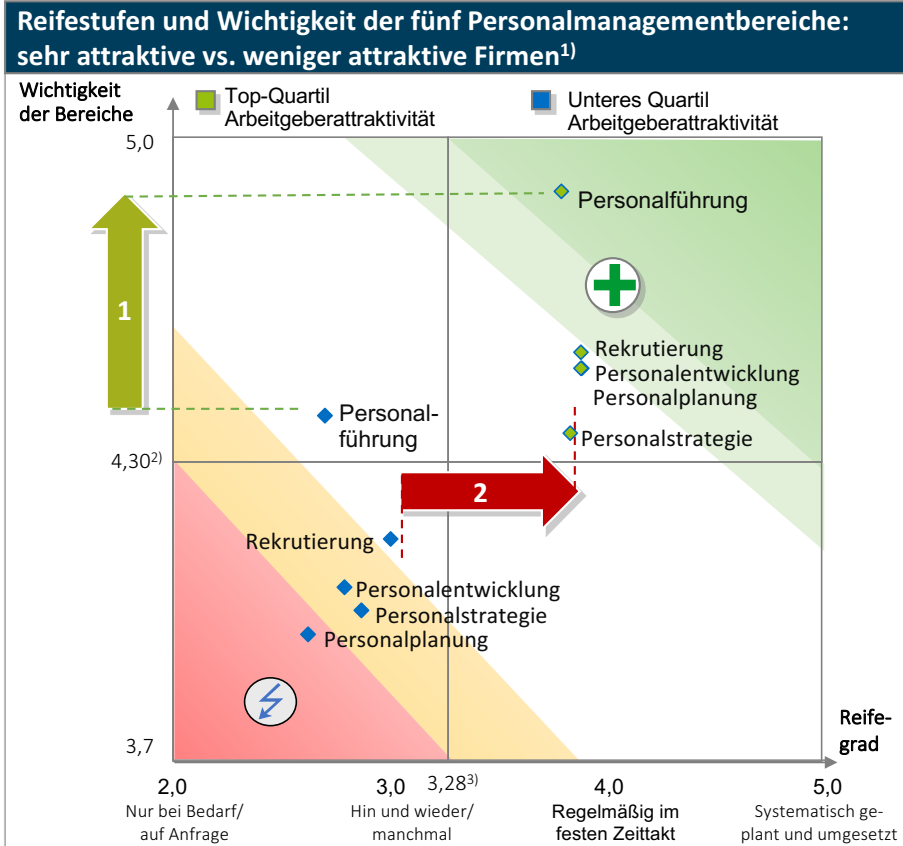 Reifestufen und Wichtigkeit der fünf Personalmanagementbereiche:
sehr attraktive vs. weniger attraktive Firmen1)
Wichtigkeit
der Bereiche
Top-Quartil
Arbeitgeberattraktivität
Unteres Quartil
Arbeitgeberattraktivität
5,0
Personalführung
1
Rekrutierung
Personalentwicklung
Personalplanung
Personal-
führung
Personalstrategie
4,302)
2
Rekrutierung
Personalentwicklung
Personalstrategie
Personalplanung
Reife-
grad
3,7
2,0
3,0
3,283)
4,0
5,0
Nur bei Bedarf/
auf Anfrage
Hin und wieder/
manchmal
Regelmäßig im
festen Zeittakt
Systematisch ge-
plant und umgesetzt